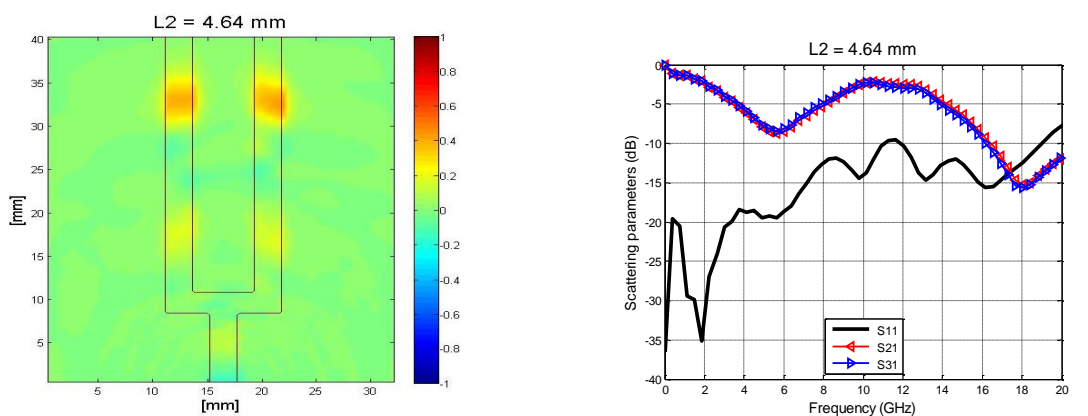 L2 = 4.64 mm
40
35
30
25
20
15
10
5
[mm]
5 10 15 20 25 30
[mm]
1
0.8
0.6
0.4
0.2
0
-0.2
-0.4
-0.6
-0.8
-1
L2 = 4.64 mm
0
-5
-10
-15
-20
-25
-30
-35
-40
Scattering parameters (dB)
S11
S21
S31
0 2 4 6 8 10 12 14 16 18 20
Frequency (GHz)